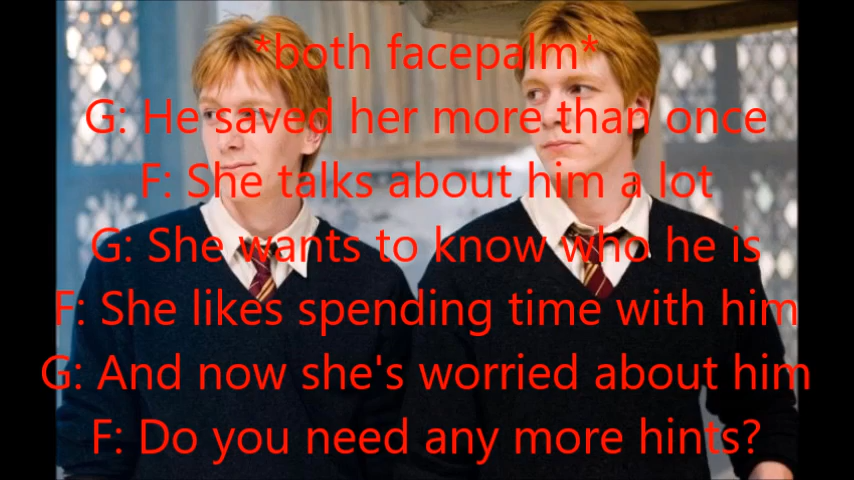 *both facepalm*
G: He saved her more than once
F: She talks about him a lot
G: She wants to know who he is
F: She likes spending time with him
G: And now she's worried about him
F: Do you need any more hints?